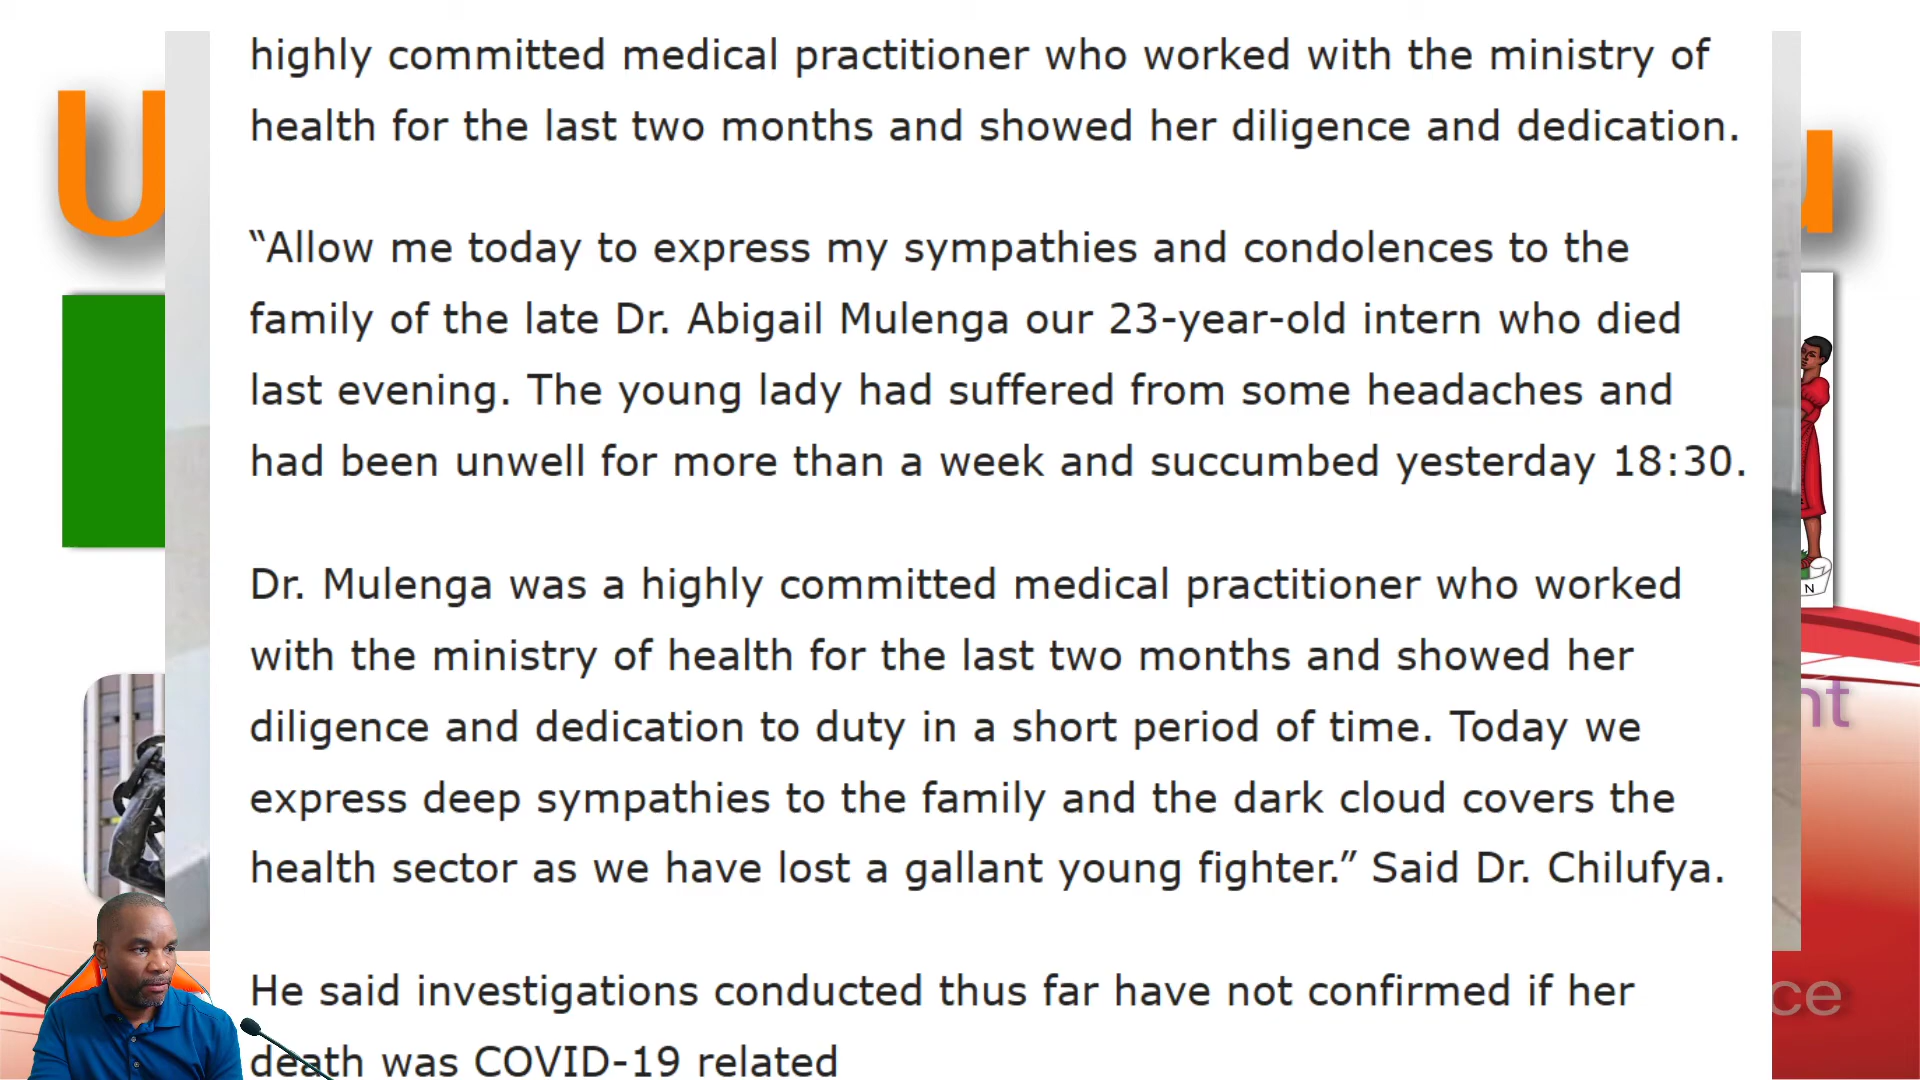 highly committed medical practitioner who worked with the ministry of
health for the last two months and showed her diligence and dedication.
“Allow me today to express my sympathies and condolences to the
family of the late Dr. Abigail Mulenga our 23-year-old intern who died
last evening. The young lady had suffered from some headaches and
had been unwell for more than a week and succumbed yesterday 18:30.
Dr. Mulenga was a highly committed medical practitioner who worked
with the ministry of health for the last two months and showed her
diligence and dedication to duty in a short period of time. Today we
express deep sympathies to the family and the dark cloud covers the
health sector as we have lost a gallant young fighter.” Said Dr. Chilufya.
He said investigations conducted thus far have not confirmed if her
death was COVID-19 related